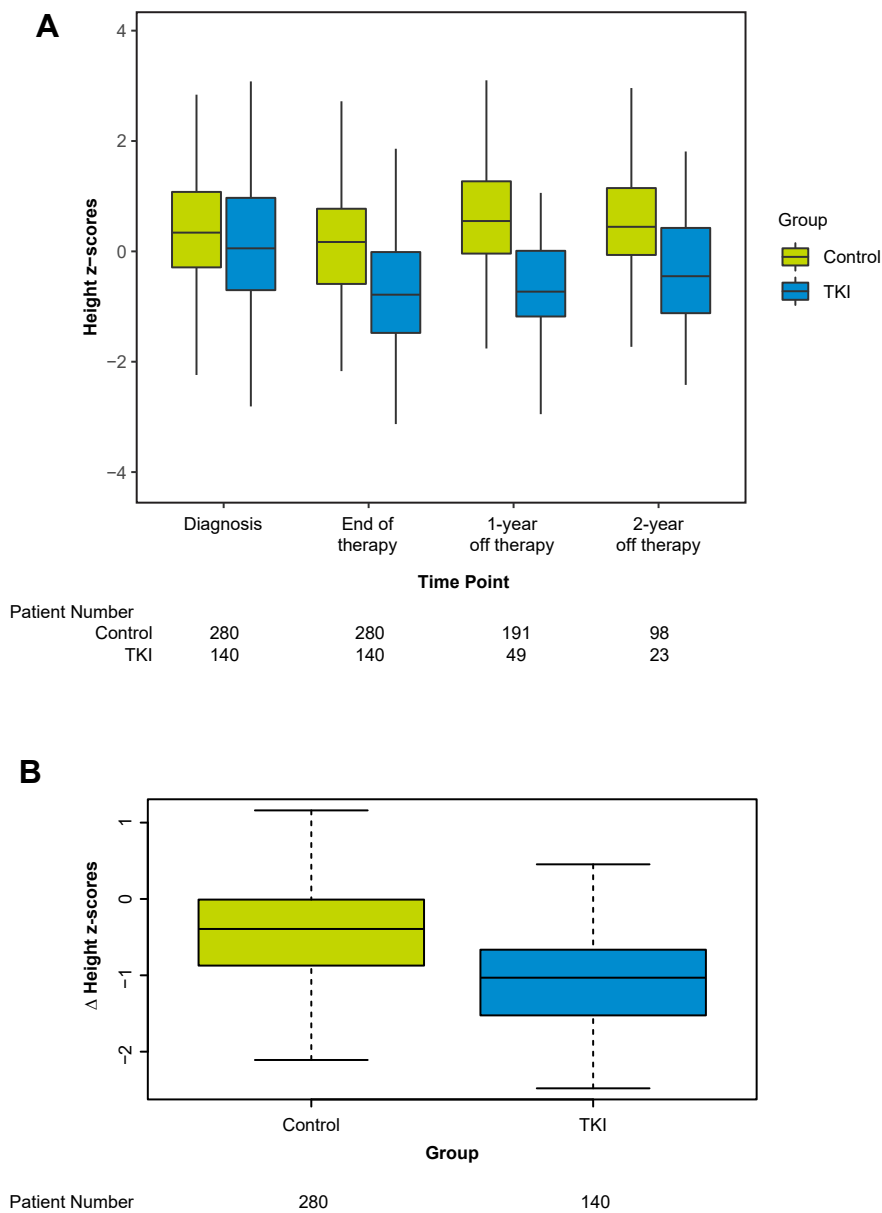 A
4
2
0
−2
−4
Height z−scores
Diagnosis
End of
therapy
1-year
off therapy
2-year
off therapy
Time Point
Group
Control
TKI
Patient Number
Control 280 280 191 98
TKI 140 140 49 23
B
1
0
−1
−2
Δ Height z-scores
Control TKI
Group
Patient Number 280 140